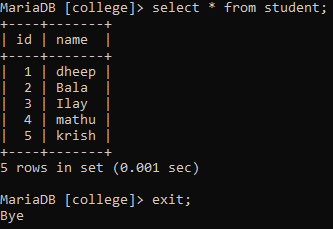 MariaDB [college]> select * from student;
+----+-------+
| id | name  |
+----+-------+
|  1 | dheep |
|  2 | Bala  |
|  3 | Ilay  |
|  4 | mathu |
|  5 | krish |
+----+-------+
5 rows in set (0.001 sec)

MariaDB [college]> exit;
Bye